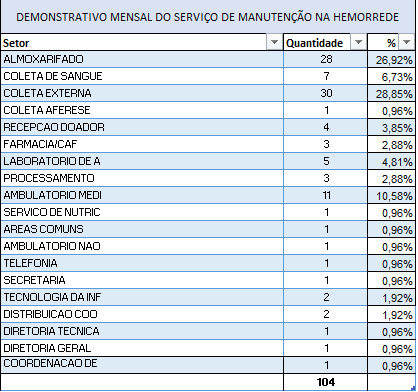 DEMONSTRATIVO MENSAL DO SERVIÇO DE MANUTENÇÃO NA HEMORREDE
Setor Quantidade %
ALMOXARIFADO 28 26,92%
COLETA DE SANGUE 7 6,73%
COLETA EXTERNA 30 28,85%
COLETA AFERESE 1 0,96%
RECEPCAO DOADOR 4 3,85%
FARMACIA/CAF 3 2,88%
LABORATORIO DE A 5 4,81%
PROCESSAMENTO 3 2,88%
AMBULATORIO MEDI 11 10,58%
SERVICO DE NUTRIC 1 0,96%
AREAS COMUNS 1 0,96%
AMBULATORIO NAO 1 0,96%
TELEFONIA 1 0,96%
SECRETARIA 1 0,96%
TECNOLOGIA DA INF 2 1,92%
DISTRIBUICAO COO 2 1,92%
DIRETORIA TECNICA 1 0,96%
DIRETORIA GERAL 1 0,96%
COORDENACAO DE 1 0,96%
104